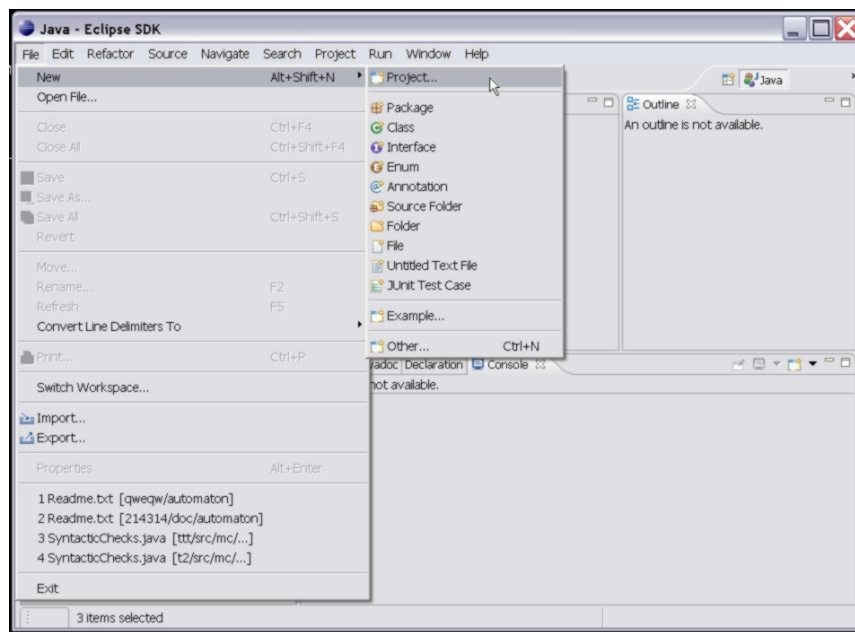 Java - Eclipse SDK
File Edit Refactor Source Navigate Search Project Run Window Help
New Alt+Shift+N
Open File...
Close Ctrl+F4
Close All Ctrl+Shift+F4
Save Ctrl+S
Save As...
Save All Ctrl+Shift+S
Revert
Move...
Rename... F2
Refresh F5
Convert Line Delimiters To
Print... Ctrl+P
Switch Workspace...
Import...
Export...
Properties Alt+Enter
1 Readme.txt [qweqw/automaton]
2 Readme.txt [214314/doc/automaton]
3 SyntacticChecks.java [ttt/src/mc/...]
4 SyntacticChecks.java [t2/src/mc/...]
Exit
Project...
Package
Class
Interface
Enum
Annotation
Source Folder
Folder
File
Untitled Text File
JUnit Test Case
Example...
Other... Ctrl+N
Java
Outline
An outline is not available.
vadoc Declaration Console
not available.
3 items selected